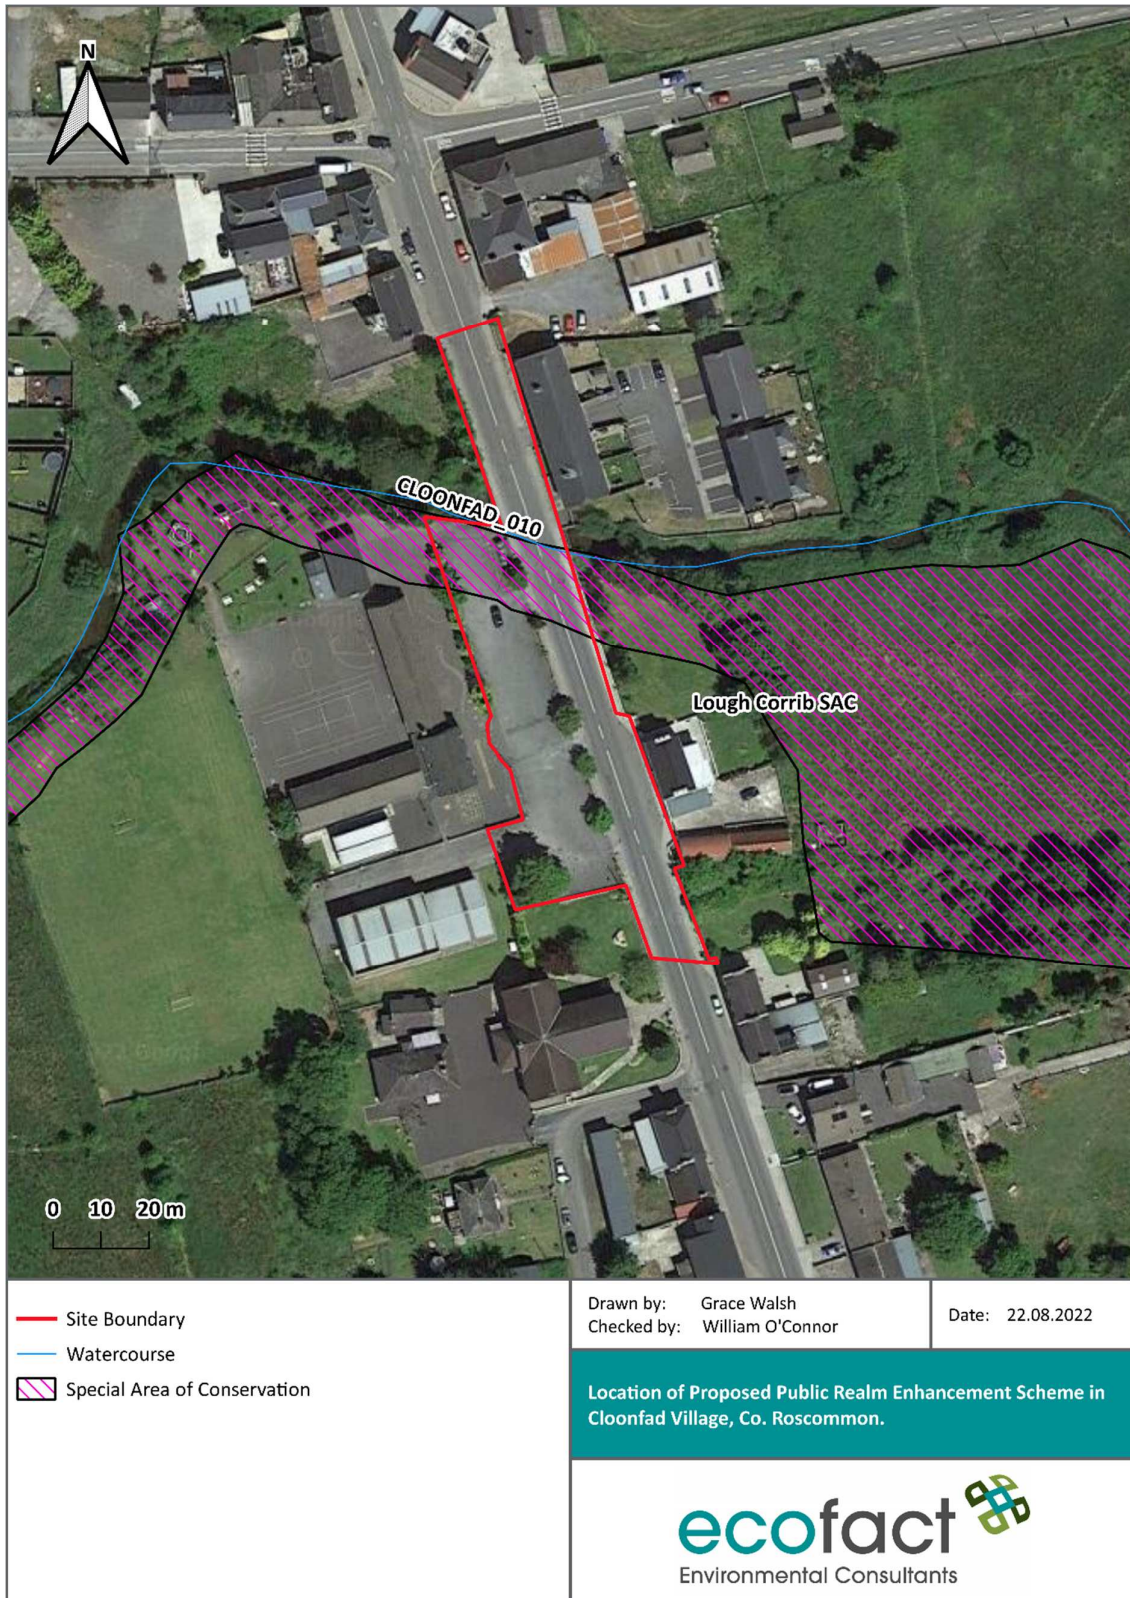 N
CLOONFAD_010
Lough Corrib SAC
0 10 20 m
Site Boundary
Watercourse
Special Area of Conservation
Drawn by: Grace Walsh
Checked by: William O'Connor
Date: 22.08.2022
Location of Proposed Public Realm Enhancement Scheme in
Cloonfad Village, Co. Roscommon.
ecofact
Environmental Consultants